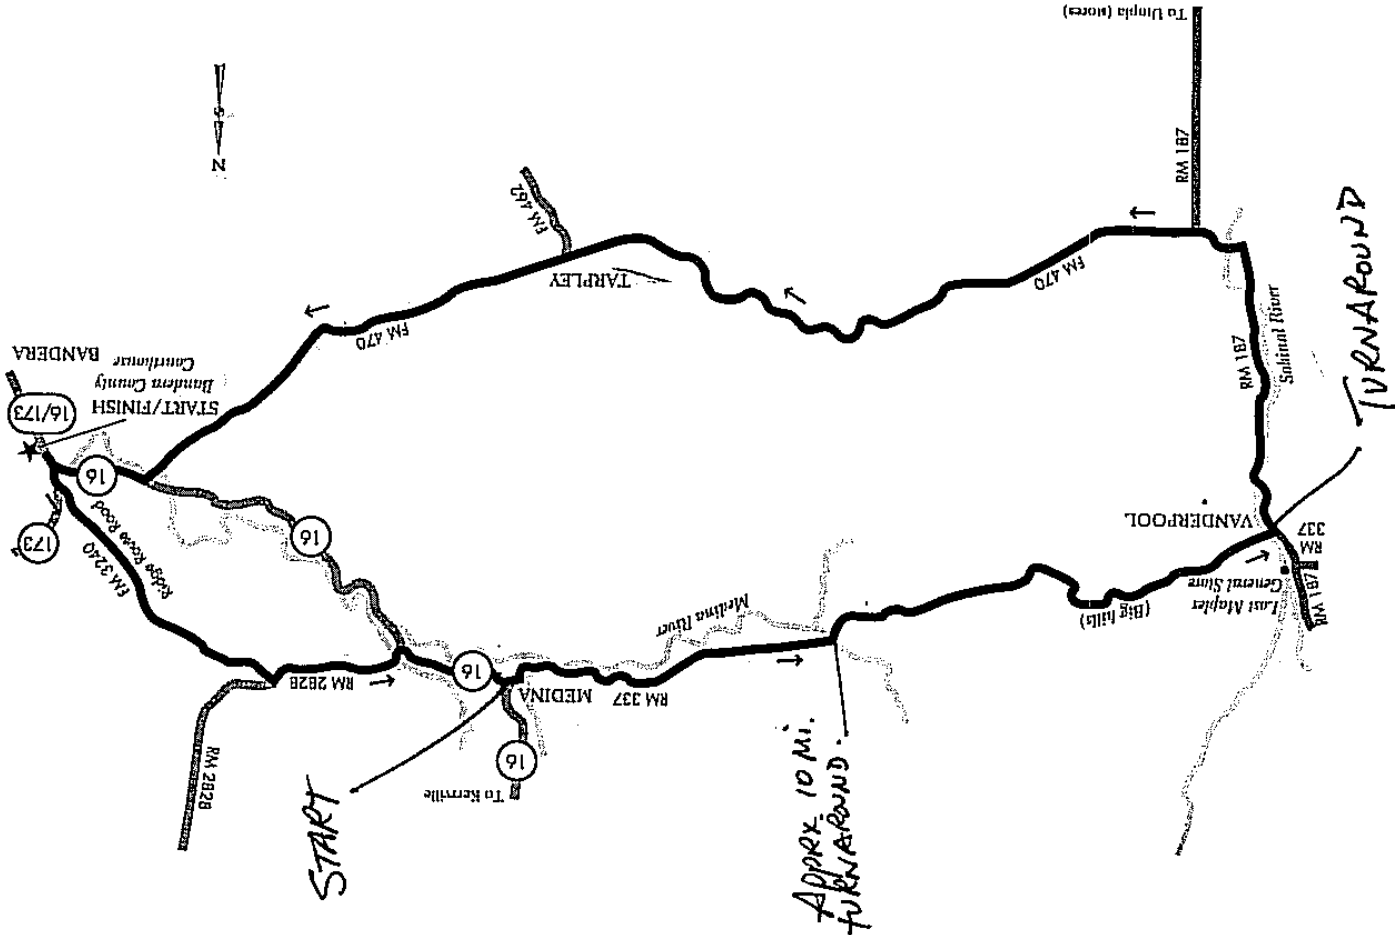 To Utopia (stores)
RM 187
S
N
FM 462
TARPLEY
FM 470
FM 470
BANDERA
Bandera County
Courthouse
START/FINISH
16/173
16
173
FM 3240
Ridge Route Road
16
RM 2828
RM 2828
16
MEDINA
16
To Kerrville
RM 337
Medina River
(Big hills)
VANDERPOOL
Lost Maples
General Store
RM 187
Sabinal River
RM
337
RM 187
START
APPRX. 10 Mi.
TURNAROUND.
TURNAROUND